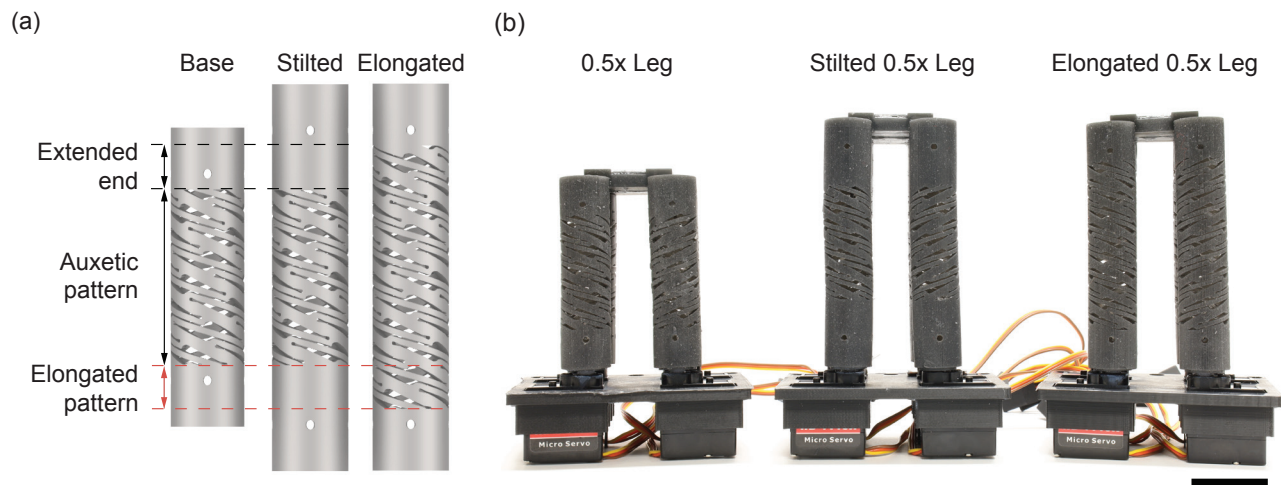 (a)
(b)
Base
Stilted
Elongated
0.5x Leg
Stilted 0.5x Leg
Elongated 0.5x Leg
Extended
end
Auxetic
pattern
Elongated
pattern
Micro Servo
Micro Servo
Micro Servo